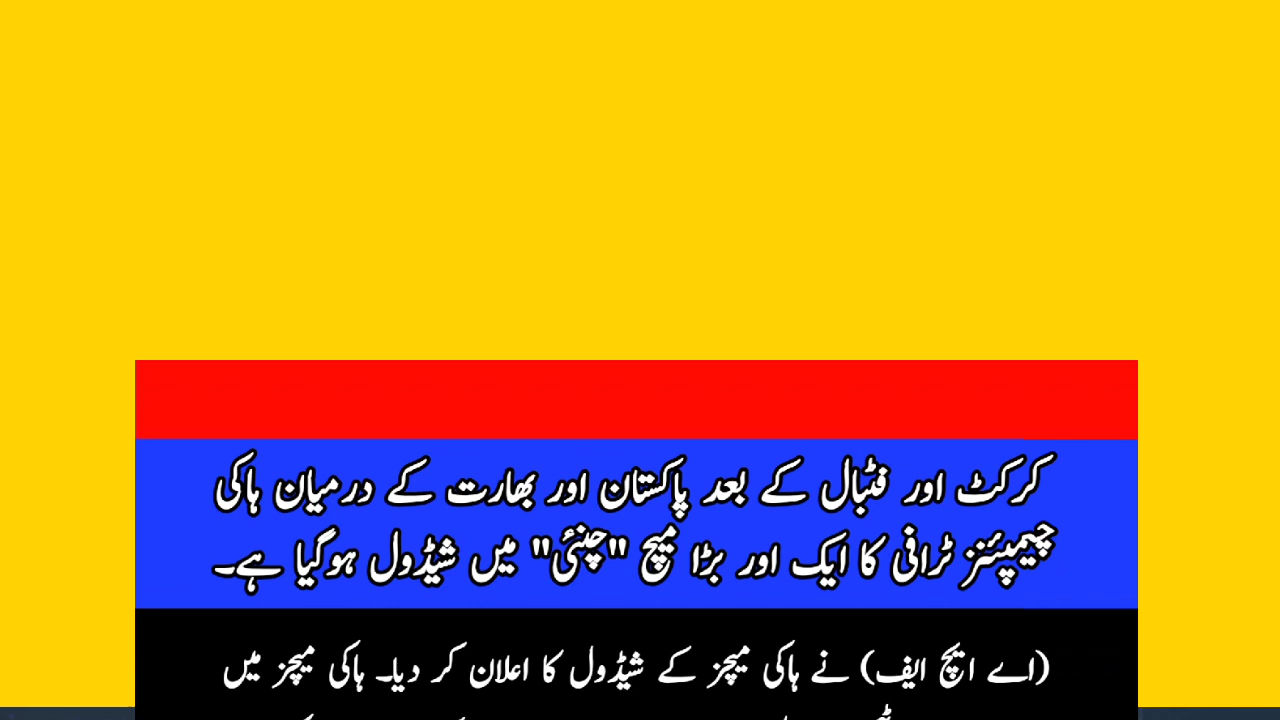 کرکٹ اور فٹبال کے بعد پاکستان اور بھارت کے درمیان ہاکی
چیمپئنز ٹرافی کا ایک اور بڑا میچ "چنئی" میں شیڈول ہوگیا ہے۔
(اے ایچ ایف) نے ہاکی میچز کے شیڈول کا اعلان کر دیا۔ ہاکی میچز میں